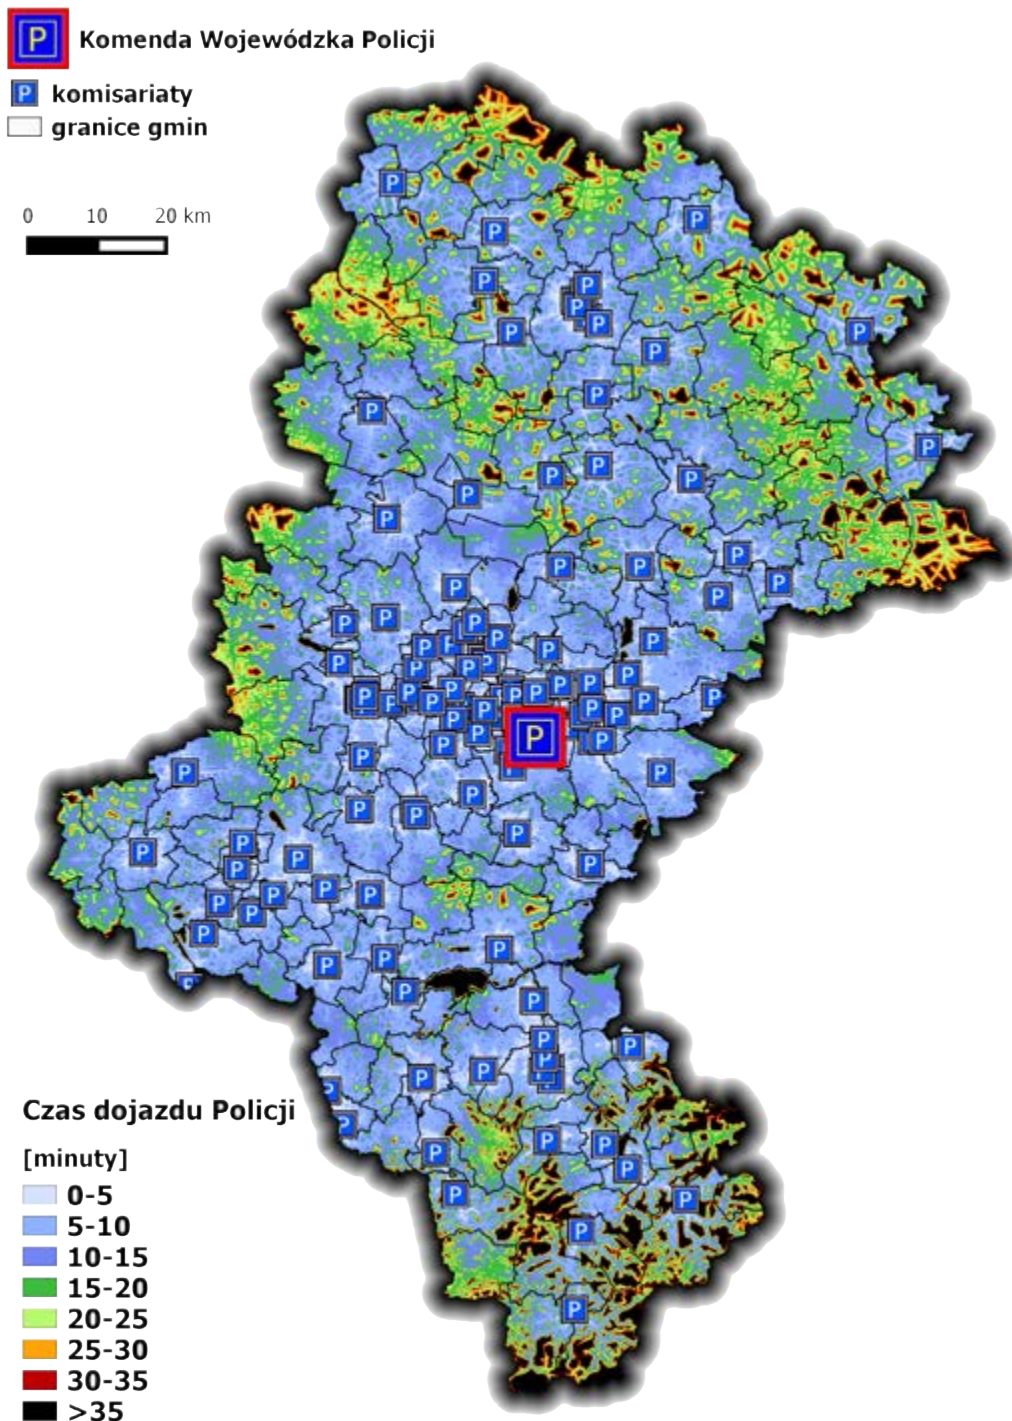 P Komenda Wojewódzka Policji
P komisariaty
granice gmin
0 10 20 km
Czas dojazdu Policji
[minuty]
0-5
5-10
10-15
15-20
20-25
25-30
30-35
>35